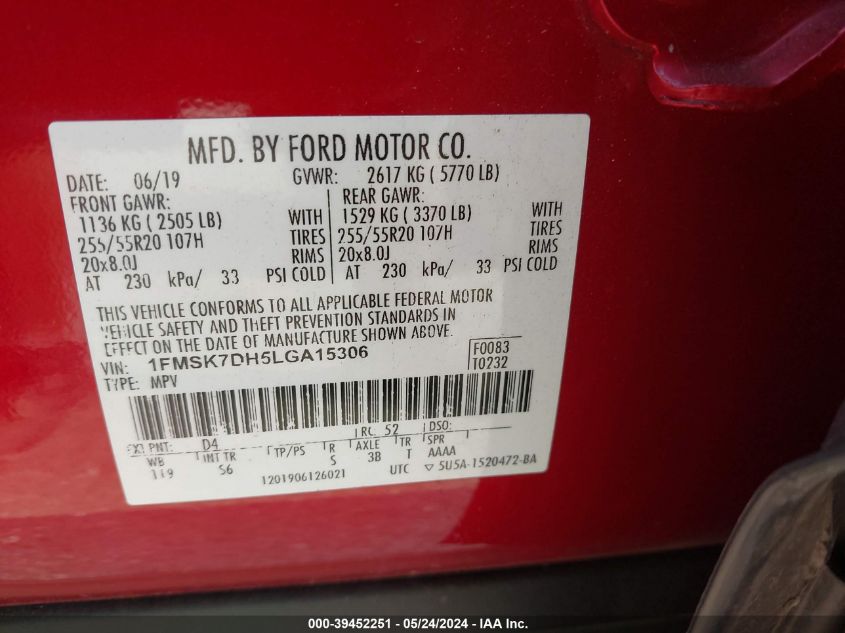 MFD. BY FORD MOTOR CO.
DATE: 06/19 GVWR: 2617 KG ( 5770 LB)
FRONT GAWR: REAR GAWR:
1136 KG ( 2505 LB) WITH 1529 KG ( 3370 LB) WITH
255/55R20 107H TIRES 255/55R20 107H TIRES
20x8.0J RIMS 20x8.0J RIMS
AT 230 kPa/ 33 PSI COLD AT 230 kPa/ 33 PSI COLD
THIS VEHICLE CONFORMS TO ALL APPLICABLE FEDERAL MOTOR
VEHICLE SAFETY AND THEFT PREVENTION STANDARDS IN
EFFECT ON THE DATE OF MANUFACTURE SHOWN ABOVE.
VIN: 1FMSK7DH5LGA15306 F0083
TYPE: MPV T0232
EXT PNT: D4 RC: 52 DSO:
WB INT TR TP/PS R AXLE TR SPR
119 S6 S 3B T AAAA
1201906126021 UTC ▽ SU5A-1520472-BA
000-39452251 / 05/24/2024 - IAAI Auctions, Inc.